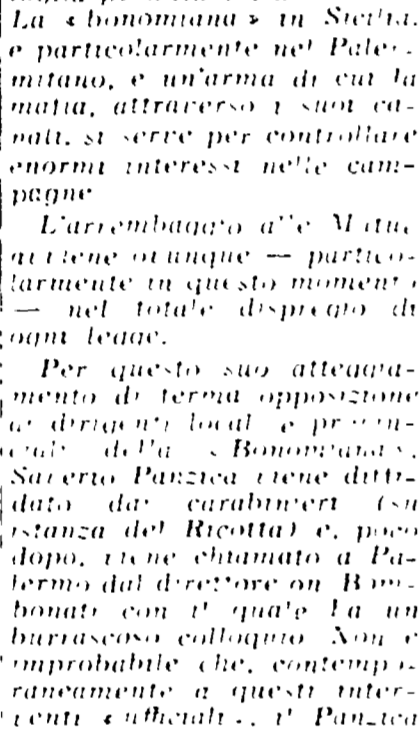 La « bonomiana » in Sicilia,
e particolarmente nel Paler-
mitano, è un'arma di cui la
mafia, attraverso i suoi ca-
nali, si serve per controllare
enormi interessi nelle cam-
pagne
L'arrembaggio alle Mutue
avviene ovunque — partico-
larmente in questo momento
— nel totale dispregio di
ogni legge.
Per questo suo atteggia-
mento di ferma opposizione
ai dirigenti locali e provin-
ciali della « Bonomiana »,
Saverio Panzica viene diffi-
dato dai carabinieri (su
istanza del Ricotta) e, poco
dopo, viene chiamato a Pa-
lermo dal direttore on Bom-
bonati con il quale ha un
burrascoso colloquio Non è
improbabile che, contempo-
raneamente a questi inter-
venti « ufficiali », il Panzica